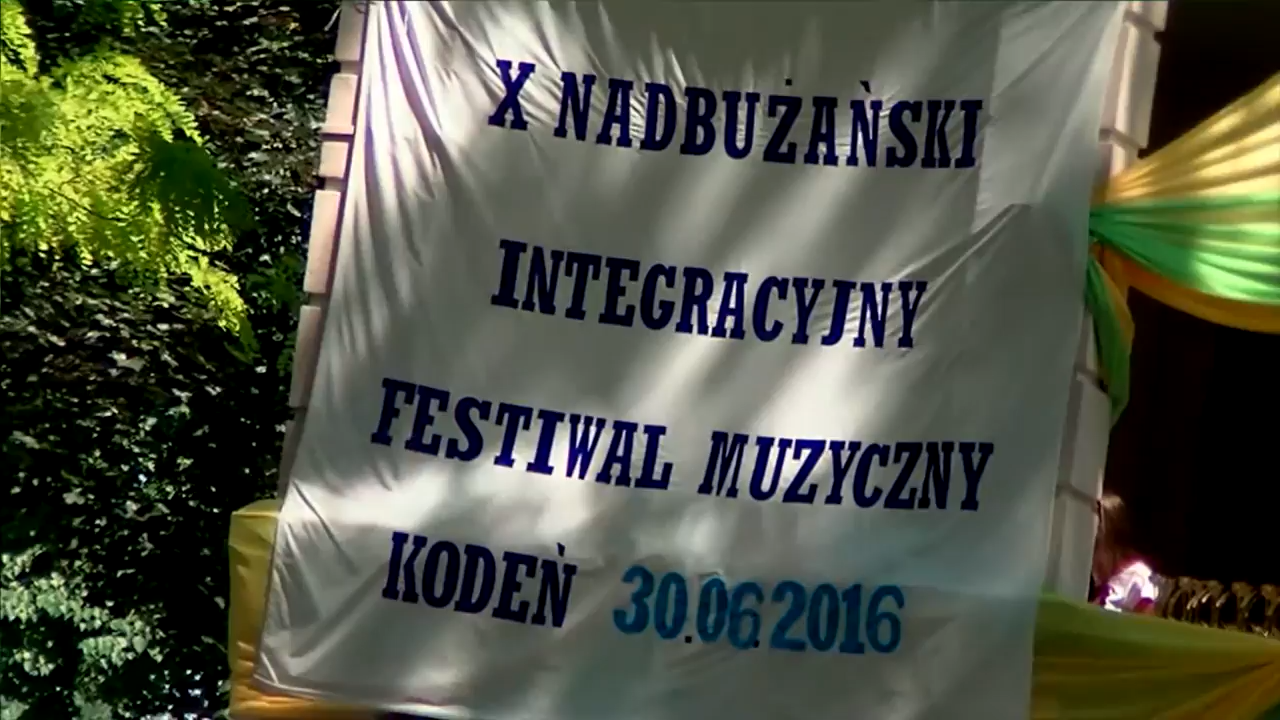 X NADBUŻAŃSKI
INTEGRACYJNY
FESTIWAL MUZYCZNY
KODEŃ 30.06.2016